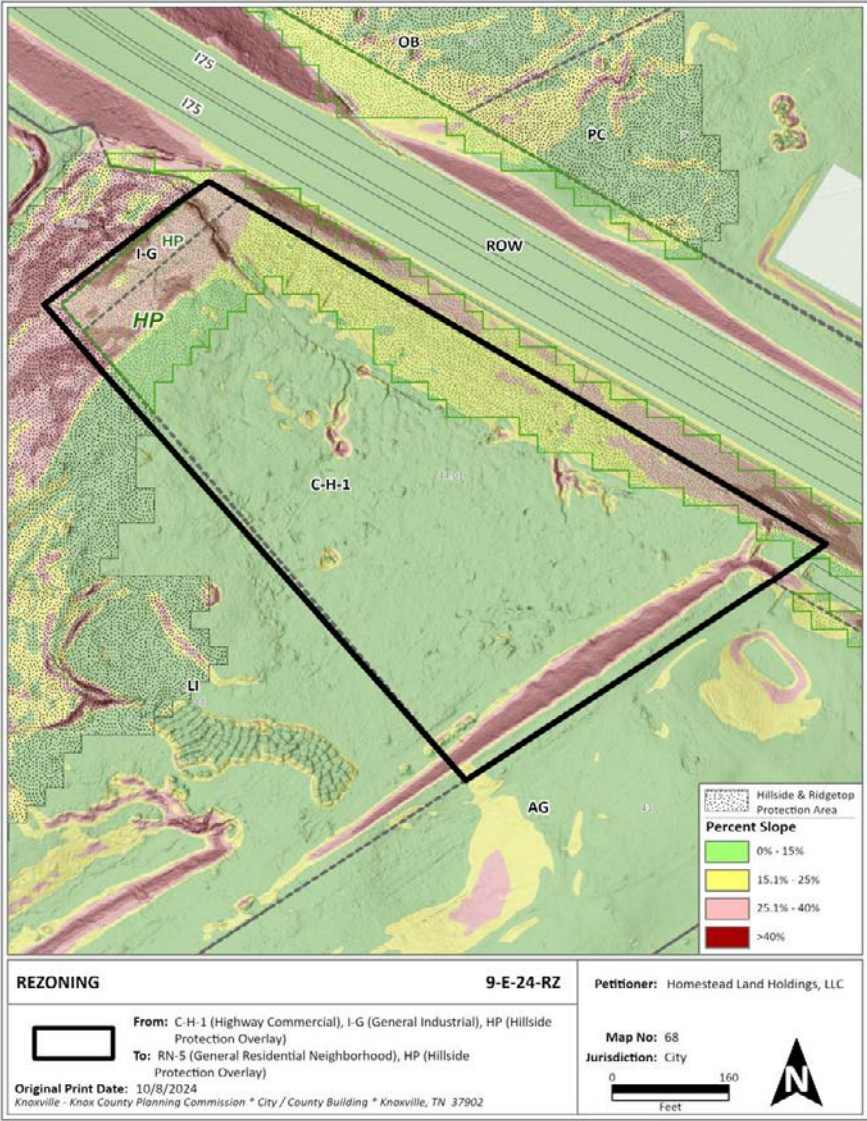 OB
I75
I75
PC
ROW
I-G
HP
HP
C-H-1
44.01
LI
AG
43
Hillside & Ridgetop
Protection Area
Percent Slope
0% - 15%
15.1% - 25%
25.1% - 40%
>40%
REZONING
9-E-24-RZ
From: C-H-1 (Highway Commercial), I-G (General Industrial), HP (Hillside
Protection Overlay)
To: RN-5 (General Residential Neighborhood), HP (Hillside
Protection Overlay)
Original Print Date: 10/8/2024
Knoxville - Knox County Planning Commission * City / County Building * Knoxville, TN 37902
Petitioner: Homestead Land Holdings, LLC
Map No: 68
Jurisdiction: City
0 160
Feet
N